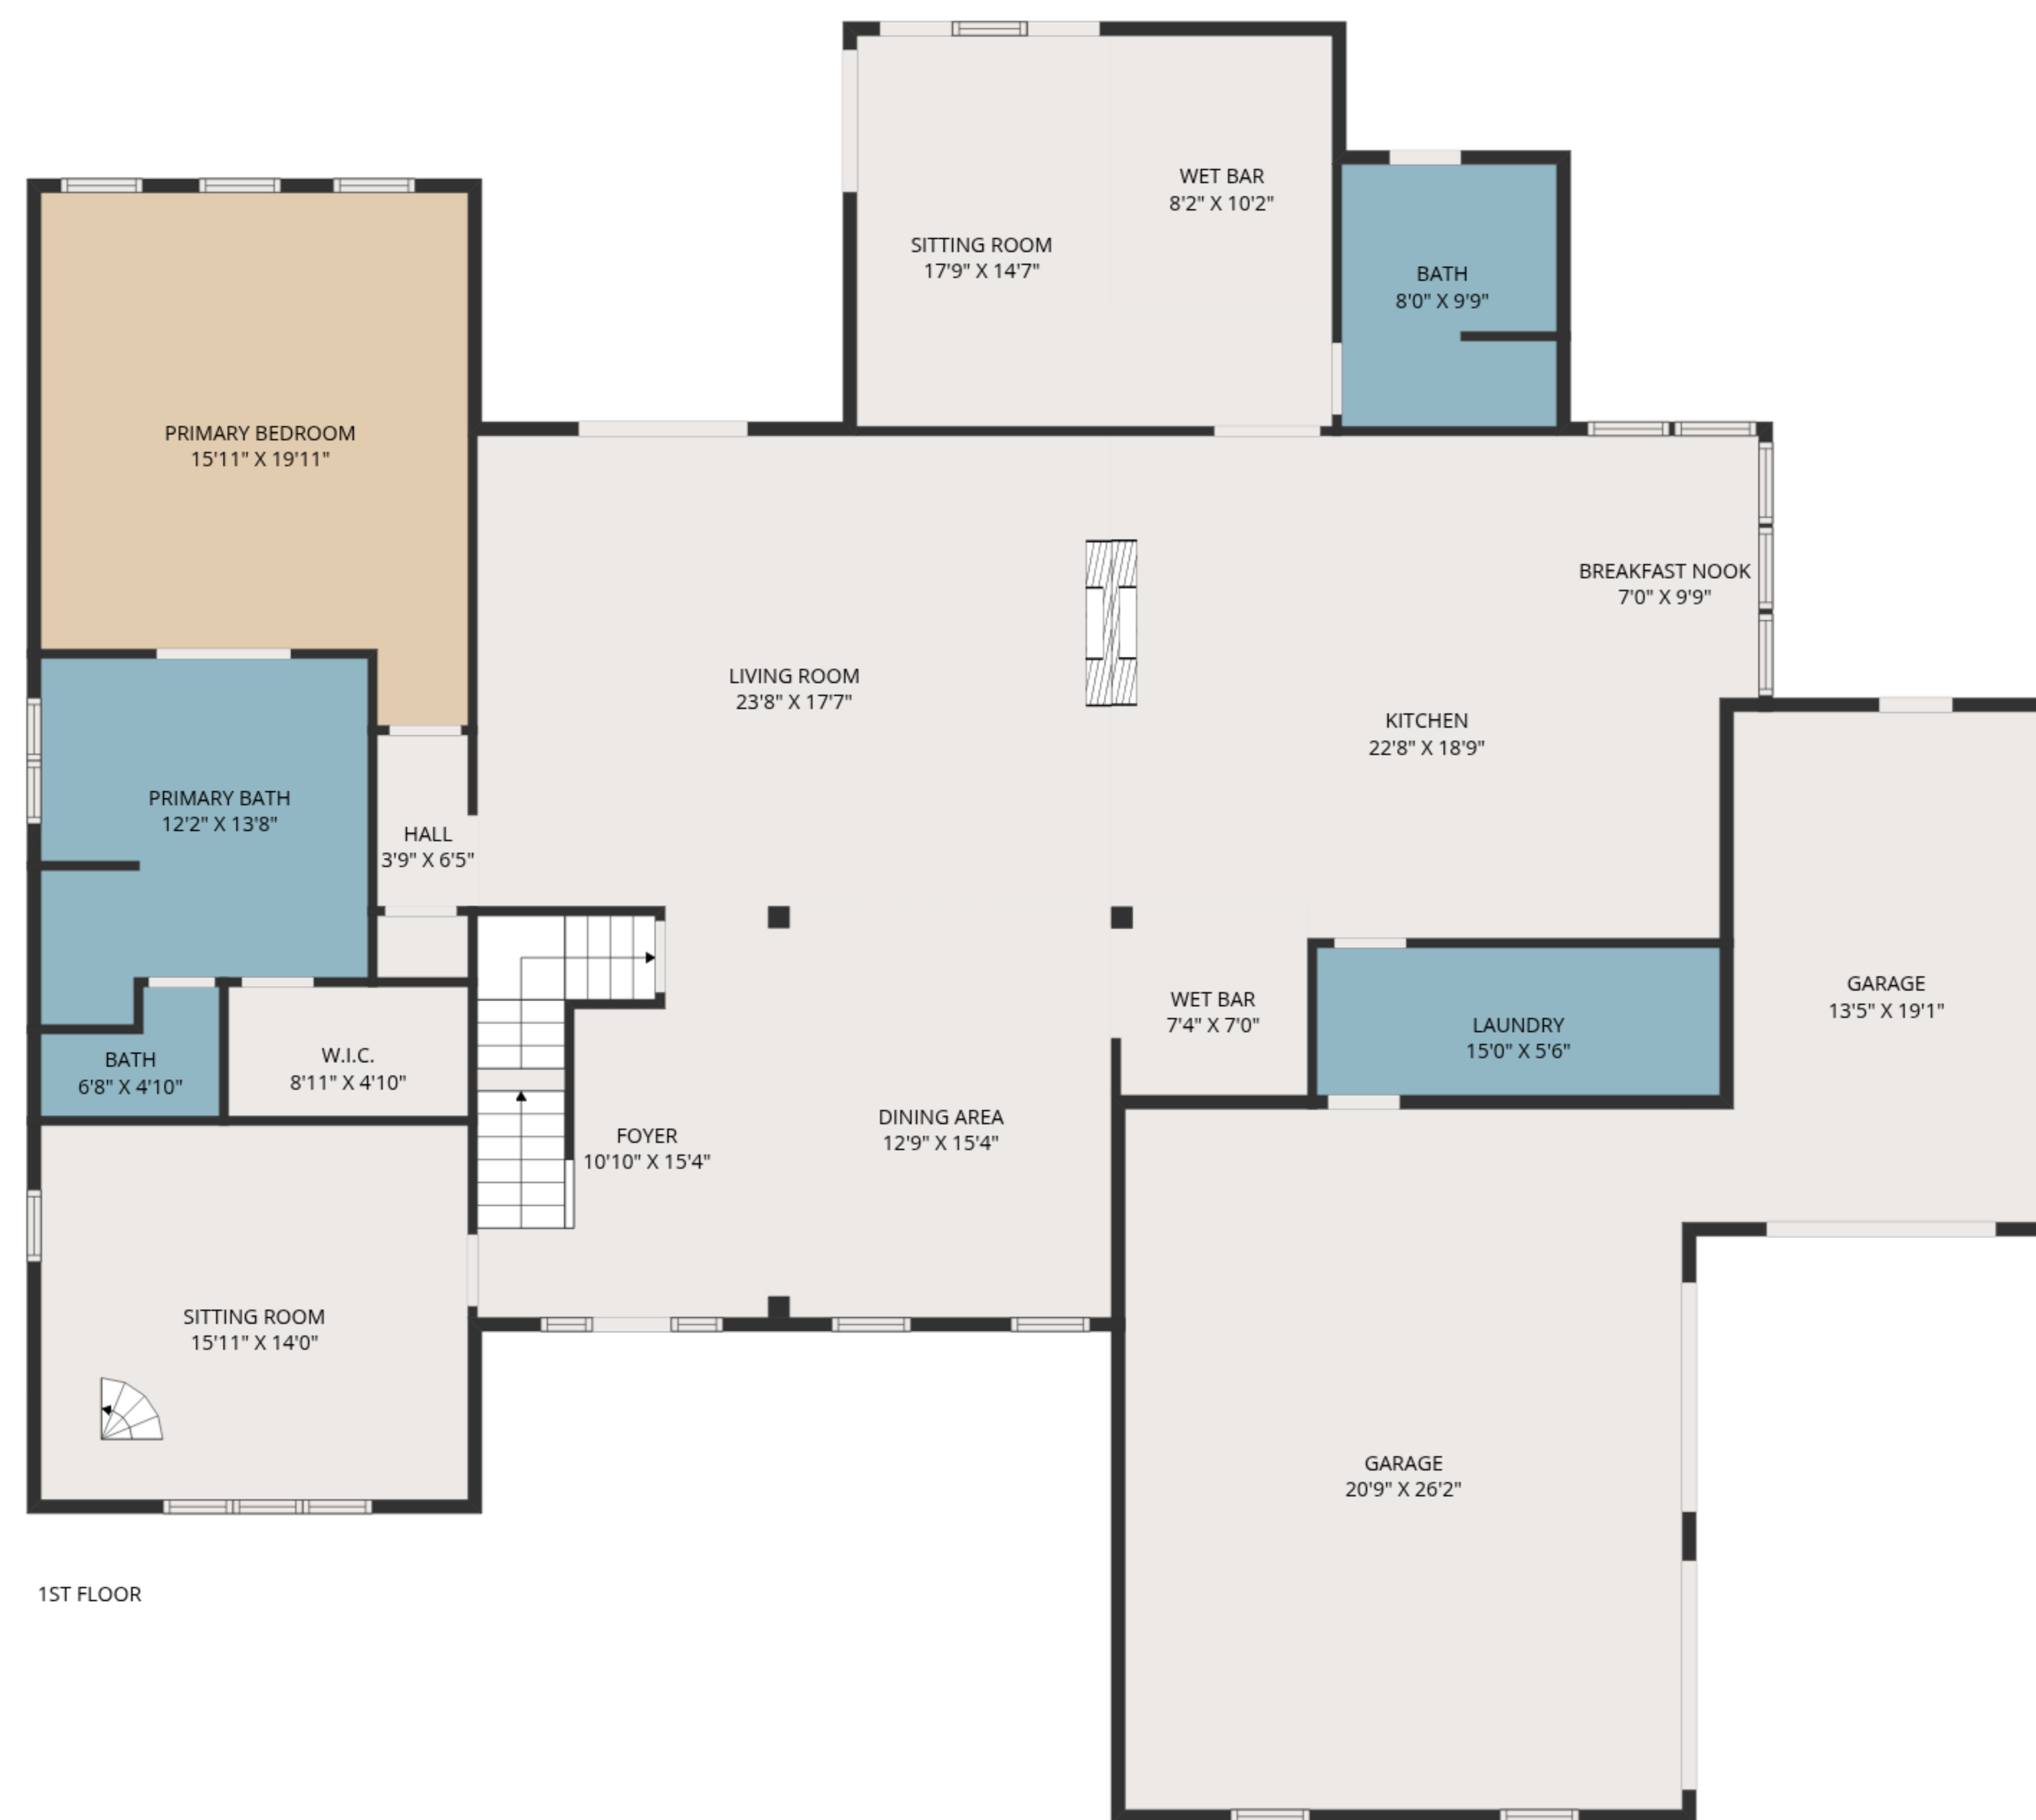 WET BAR
8'2" X 10'2"
SITTING ROOM
17'9" X 14'7"
BATH
8'0" X 9'9"
PRIMARY BEDROOM
15'11" X 19'11"
BREAKFAST NOOK
7'0" X 9'9"
LIVING ROOM
23'8" X 17'7"
KITCHEN
22'8" X 18'9"
PRIMARY BATH
12'2" X 13'8"
HALL
3'9" X 6'5"
GARAGE
13'5" X 19'1"
WET BAR
7'4" X 7'0"
LAUNDRY
15'0" X 5'6"
BATH
6'8" X 4'10"
W.I.C.
8'11" X 4'10"
FOYER
10'10" X 15'4"
DINING AREA
12'9" X 15'4"
SITTING ROOM
15'11" X 14'0"
GARAGE
20'9" X 26'2"
1ST FLOOR